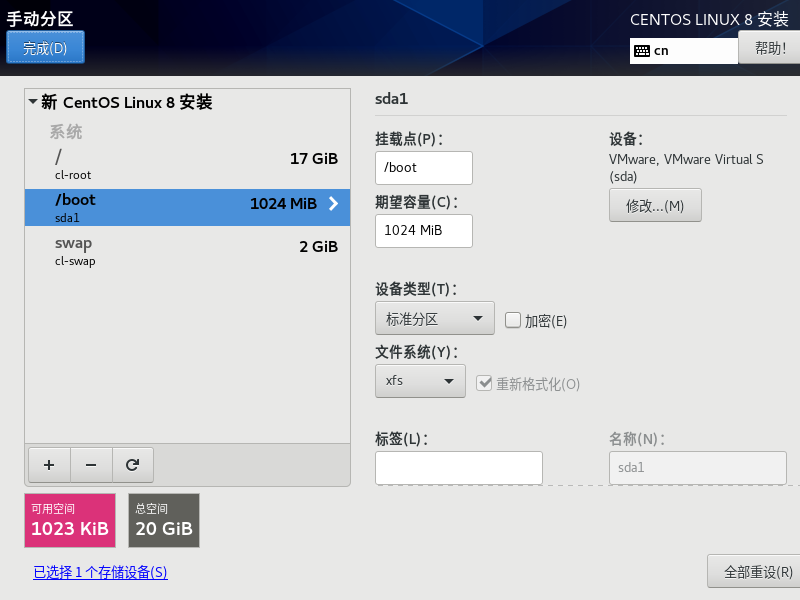 手动分区
CENTOS LINUX 8 安装
完成(D)
cn
帮助!
新 CentOS Linux 8 安装
系统
/
17 GiB
cl-root
/boot
1024 MiB
sda1
swap
2 GiB
cl-swap
sda1
挂载点(P)：
/boot
期望容量(C)：
1024 MiB
设备：
VMware, VMware Virtual S
(sda)
修改...(M)
设备类型(T)：
标准分区
加密(E)
文件系统(Y)：
xfs
重新格式化(O)
标签(L)：
名称(N)：
sda1
可用空间
1023 KiB
总空间
20 GiB
已选择 1 个存储设备(S)
全部重设(R)